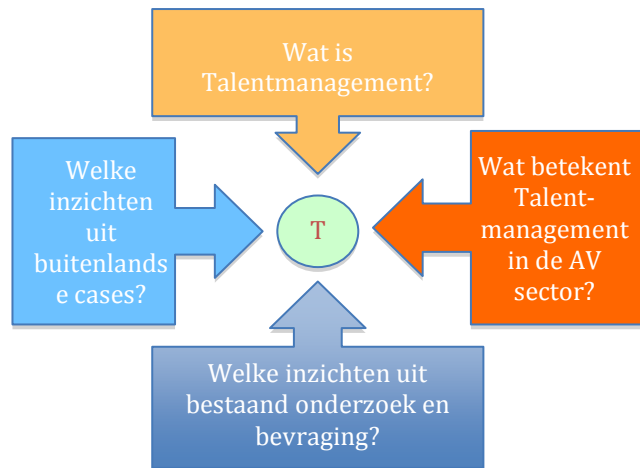 Wat is
Talentmanagement?
Welke
inzichten
uit
buitenlands
e cases?
T
Wat betekent
Talent-
management
in de AV
sector?
Welke inzichten uit
bestaand onderzoek en
bevraging?